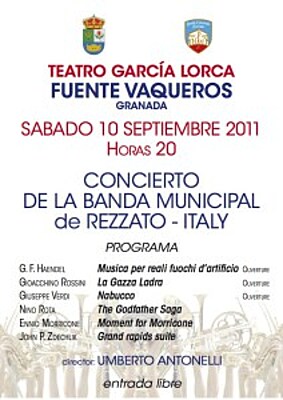 TEATRO GARCÍA LORCA
FUENTE VAQUEROS
GRANADA
SABADO 10 SEPTIEMBRE 2011
HORAS 20
CONCIERTO
DE LA BANDA MUNICIPAL
de REZZATO - ITALY
PROGRAMA
G. F. HAENDEL Musica per reali fuochi d'artificio OUVERTURE
GIOACCHINO ROSSINI La Gazza Ladra OUVERTURE
GIUSEPPE VERDI Nabucco OUVERTURE
NINO ROTA The Godfather Saga
ENNIO MORRICONE Moment for Morricone
JOHN P. ZDECHLIK Grand rapids suite
director: UMBERTO ANTONELLI
entrada libre